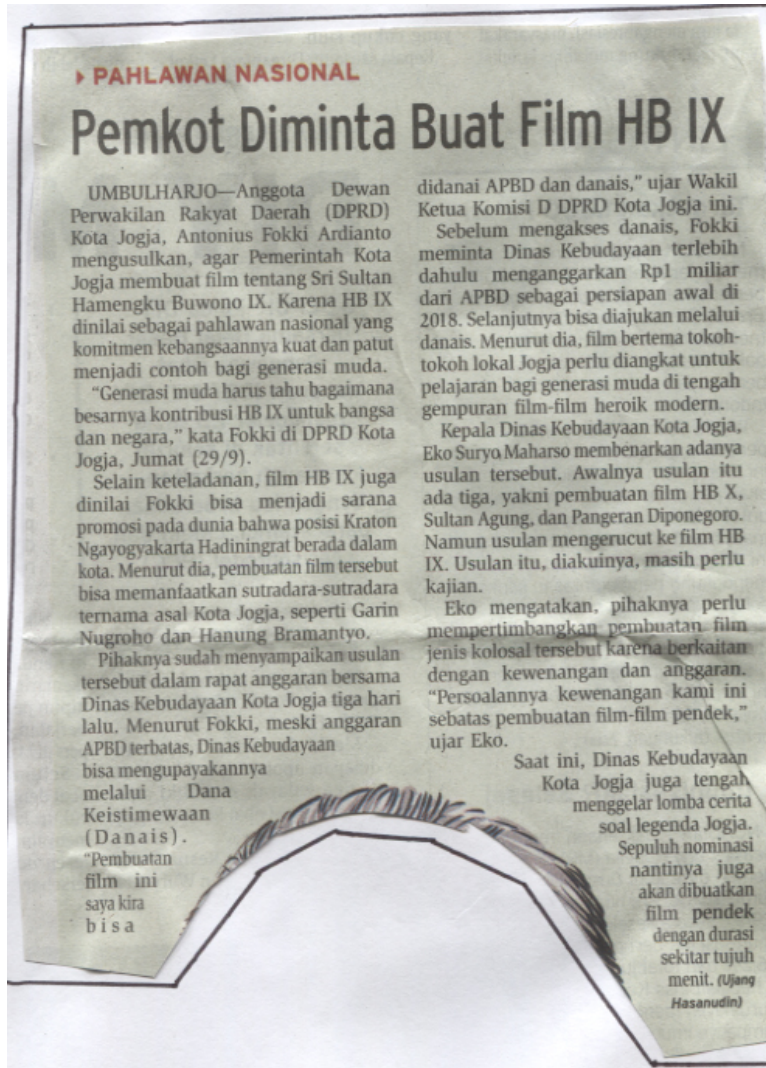 PAHLAWAN NASIONAL
Pemkot Diminta Buat Film HB IX
UMBULHARJO—Anggota Dewan
Perwakilan Rakyat Daerah (DPRD)
Kota Jogja, Antonius Fokki Ardianto
mengusulkan, agar Pemerintah Kota
Jogja membuat film tentang Sri Sultan
Hamengku Buwono IX. Karena HB IX
dinilai sebagai pahlawan nasional yang
komitmen kebangsaannya kuat dan patut
menjadi contoh bagi generasi muda.
“Generasi muda harus tahu bagaimana
besarnya kontribusi HB IX untuk bangsa
dan negara,” kata Fokki di DPRD Kota
Jogja, Jumat (29/9).
Selain keteladanan, film HB IX juga
dinilai Fokki bisa menjadi sarana
promosi pada dunia bahwa posisi Kraton
Ngayogyakarta Hadiningrat berada dalam
kota. Menurut dia, pembuatan film tersebut
bisa memanfaatkan sutradara-sutradara
ternama asal Kota Jogja, seperti Garin
Nugroho dan Hanung Bramantyo.
Pihaknya sudah menyampaikan usulan
tersebut dalam rapat anggaran bersama
Dinas Kebudayaan Kota Jogja tiga hari
lalu. Menurut Fokki, meski anggaran
APBD terbatas, Dinas Kebudayaan
bisa mengupayakannya
melalui Dana
Keistimewaan
(Danais).
“Pembuatan
film ini
saya kira
bisa
didanai APBD dan danais,” ujar Wakil
Ketua Komisi D DPRD Kota Jogja ini.
Sebelum mengakses danais, Fokki
meminta Dinas Kebudayaan terlebih
dahulu menganggarkan Rp1 miliar
dari APBD sebagai persiapan awal di
2018. Selanjutnya bisa diajukan melalui
danais. Menurut dia, film bertema tokoh-
tokoh lokal Jogja perlu diangkat untuk
pelajaran bagi generasi muda di tengah
gempuran film-film heroik modern.
Kepala Dinas Kebudayaan Kota Jogja,
Eko Suryo Maharso membenarkan adanya
usulan tersebut. Awalnya usulan itu
ada tiga, yakni pembuatan film HB X,
Sultan Agung, dan Pangeran Diponegoro.
Namun usulan mengerucut ke film HB
IX. Usulan itu, diakuinya, masih perlu
kajian.
Eko mengatakan, pihaknya perlu
mempertimbangkan pembuatan film
jenis kolosal tersebut karena berkaitan
dengan kewenangan dan anggaran.
“Persoalannya kewenangan kami ini
sebatas pembuatan film-film pendek,”
ujar Eko.
Saat ini, Dinas Kebudayaan
Kota Jogja juga tengah
menggelar lomba cerita
soal legenda Jogja.
Sepuluh nominasi
nantinya juga
akan dibuatkan
film pendek
dengan durasi
sekitar tujuh
menit. (Ujang
Hasanudin)